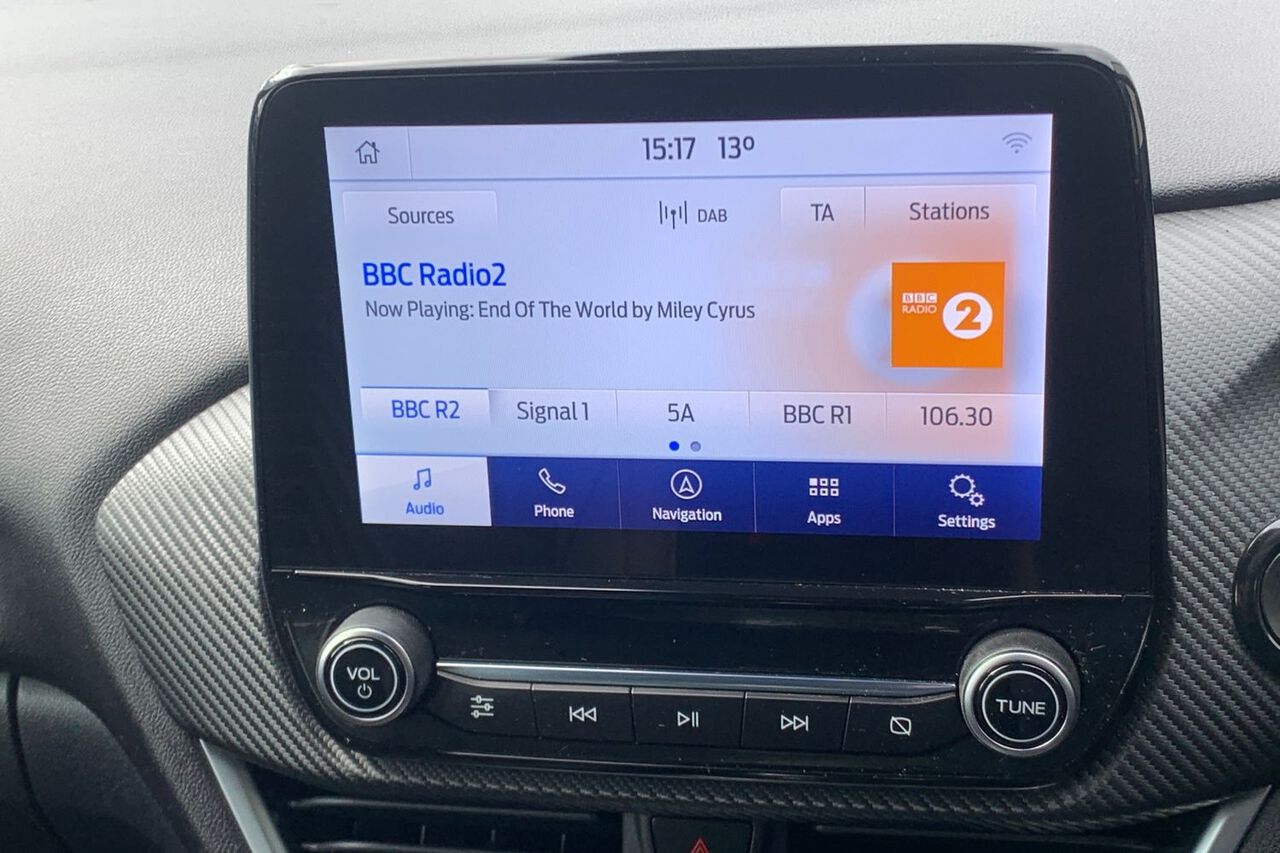 15:17 13º
Sources
DAB
TA
Stations
BBC Radio2
Now Playing: End Of The World by Miley Cyrus
BBC
RADIO
2
BBC R2
Signal 1
5A
BBC R1
106.30
Audio
Phone
Navigation
Apps
Settings
VOL
TUNE